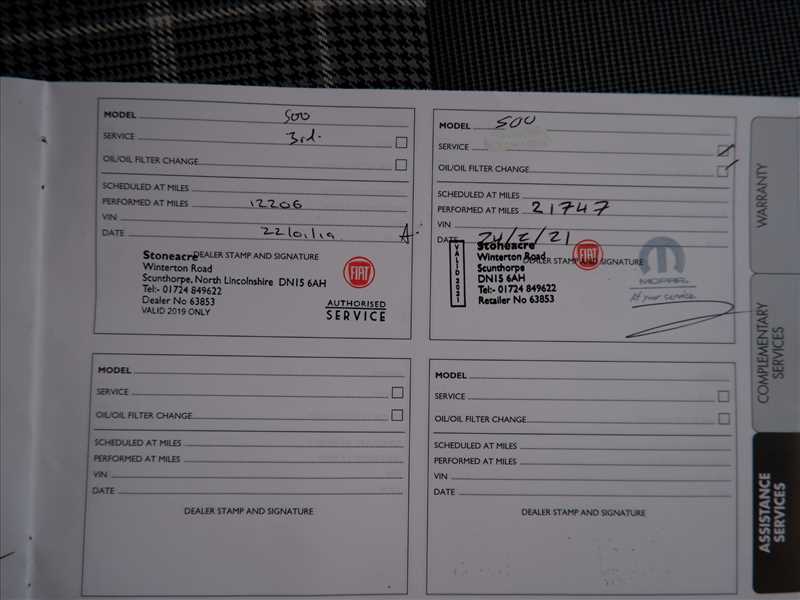 MODEL 500
SERVICE 3rd.
OIL/OIL FILTER CHANGE
SCHEDULED AT MILES
PERFORMED AT MILES 12206
VIN
DATE 22/01/19
DEALER STAMP AND SIGNATURE
Stoneacre
Winterton Road
Scunthorpe, North Lincolnshire DN15 6AH
Tel:- 01724 849622
Dealer No 63853
VALID 2019 ONLY
FIAT
AUTHORISED
SERVICE
MODEL 500
SERVICE
OIL/OIL FILTER CHANGE
SCHEDULED AT MILES
PERFORMED AT MILES 21747
VIN
DATE 24/2/21
DEALER STAMP AND SIGNATURE
VALID 2021
Stoneacre
Winterton Road
Scunthorpe
DN15 6AH
Tel:- 01724 849622
Retailer No 63853
FIAT
MOPAR
At your service
MODEL
SERVICE
OIL/OIL FILTER CHANGE
SCHEDULED AT MILES
PERFORMED AT MILES
VIN
DATE
DEALER STAMP AND SIGNATURE
MODEL
SERVICE
OIL/OIL FILTER CHANGE
SCHEDULED AT MILES
PERFORMED AT MILES
VIN
DATE
DEALER STAMP AND SIGNATURE
WARRANTY
COMPLEMENTARY
SERVICES
ASSISTANCE
SERVICES